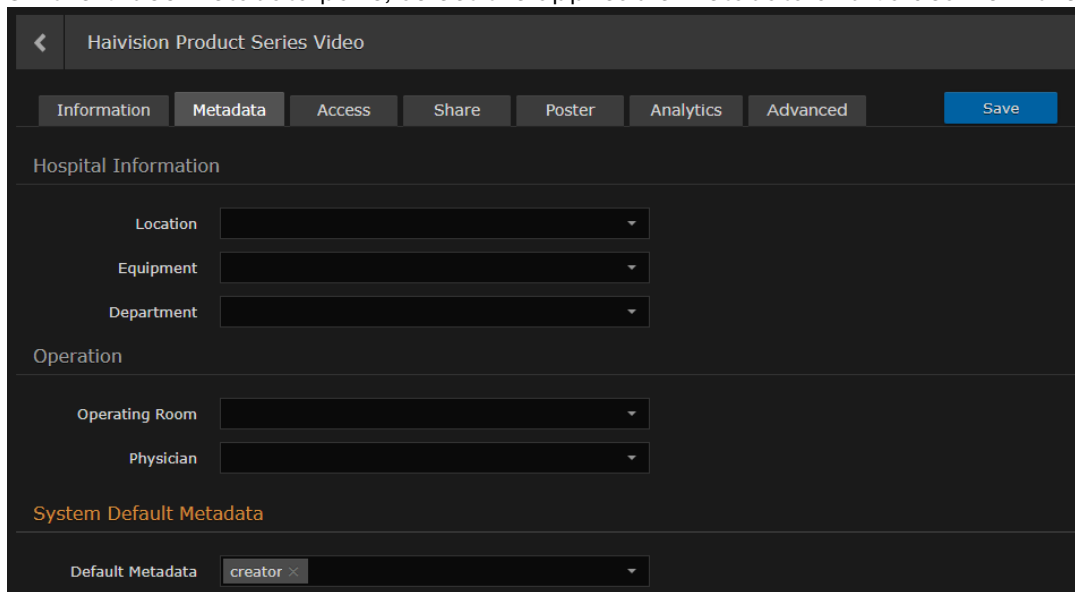 Haivision Product Series Video
Information Metadata Access Share Poster Analytics Advanced Save
Hospital Information
Location
Equipment
Department
Operation
Operating Room
Physician
System Default Metadata
Default Metadata creator ×